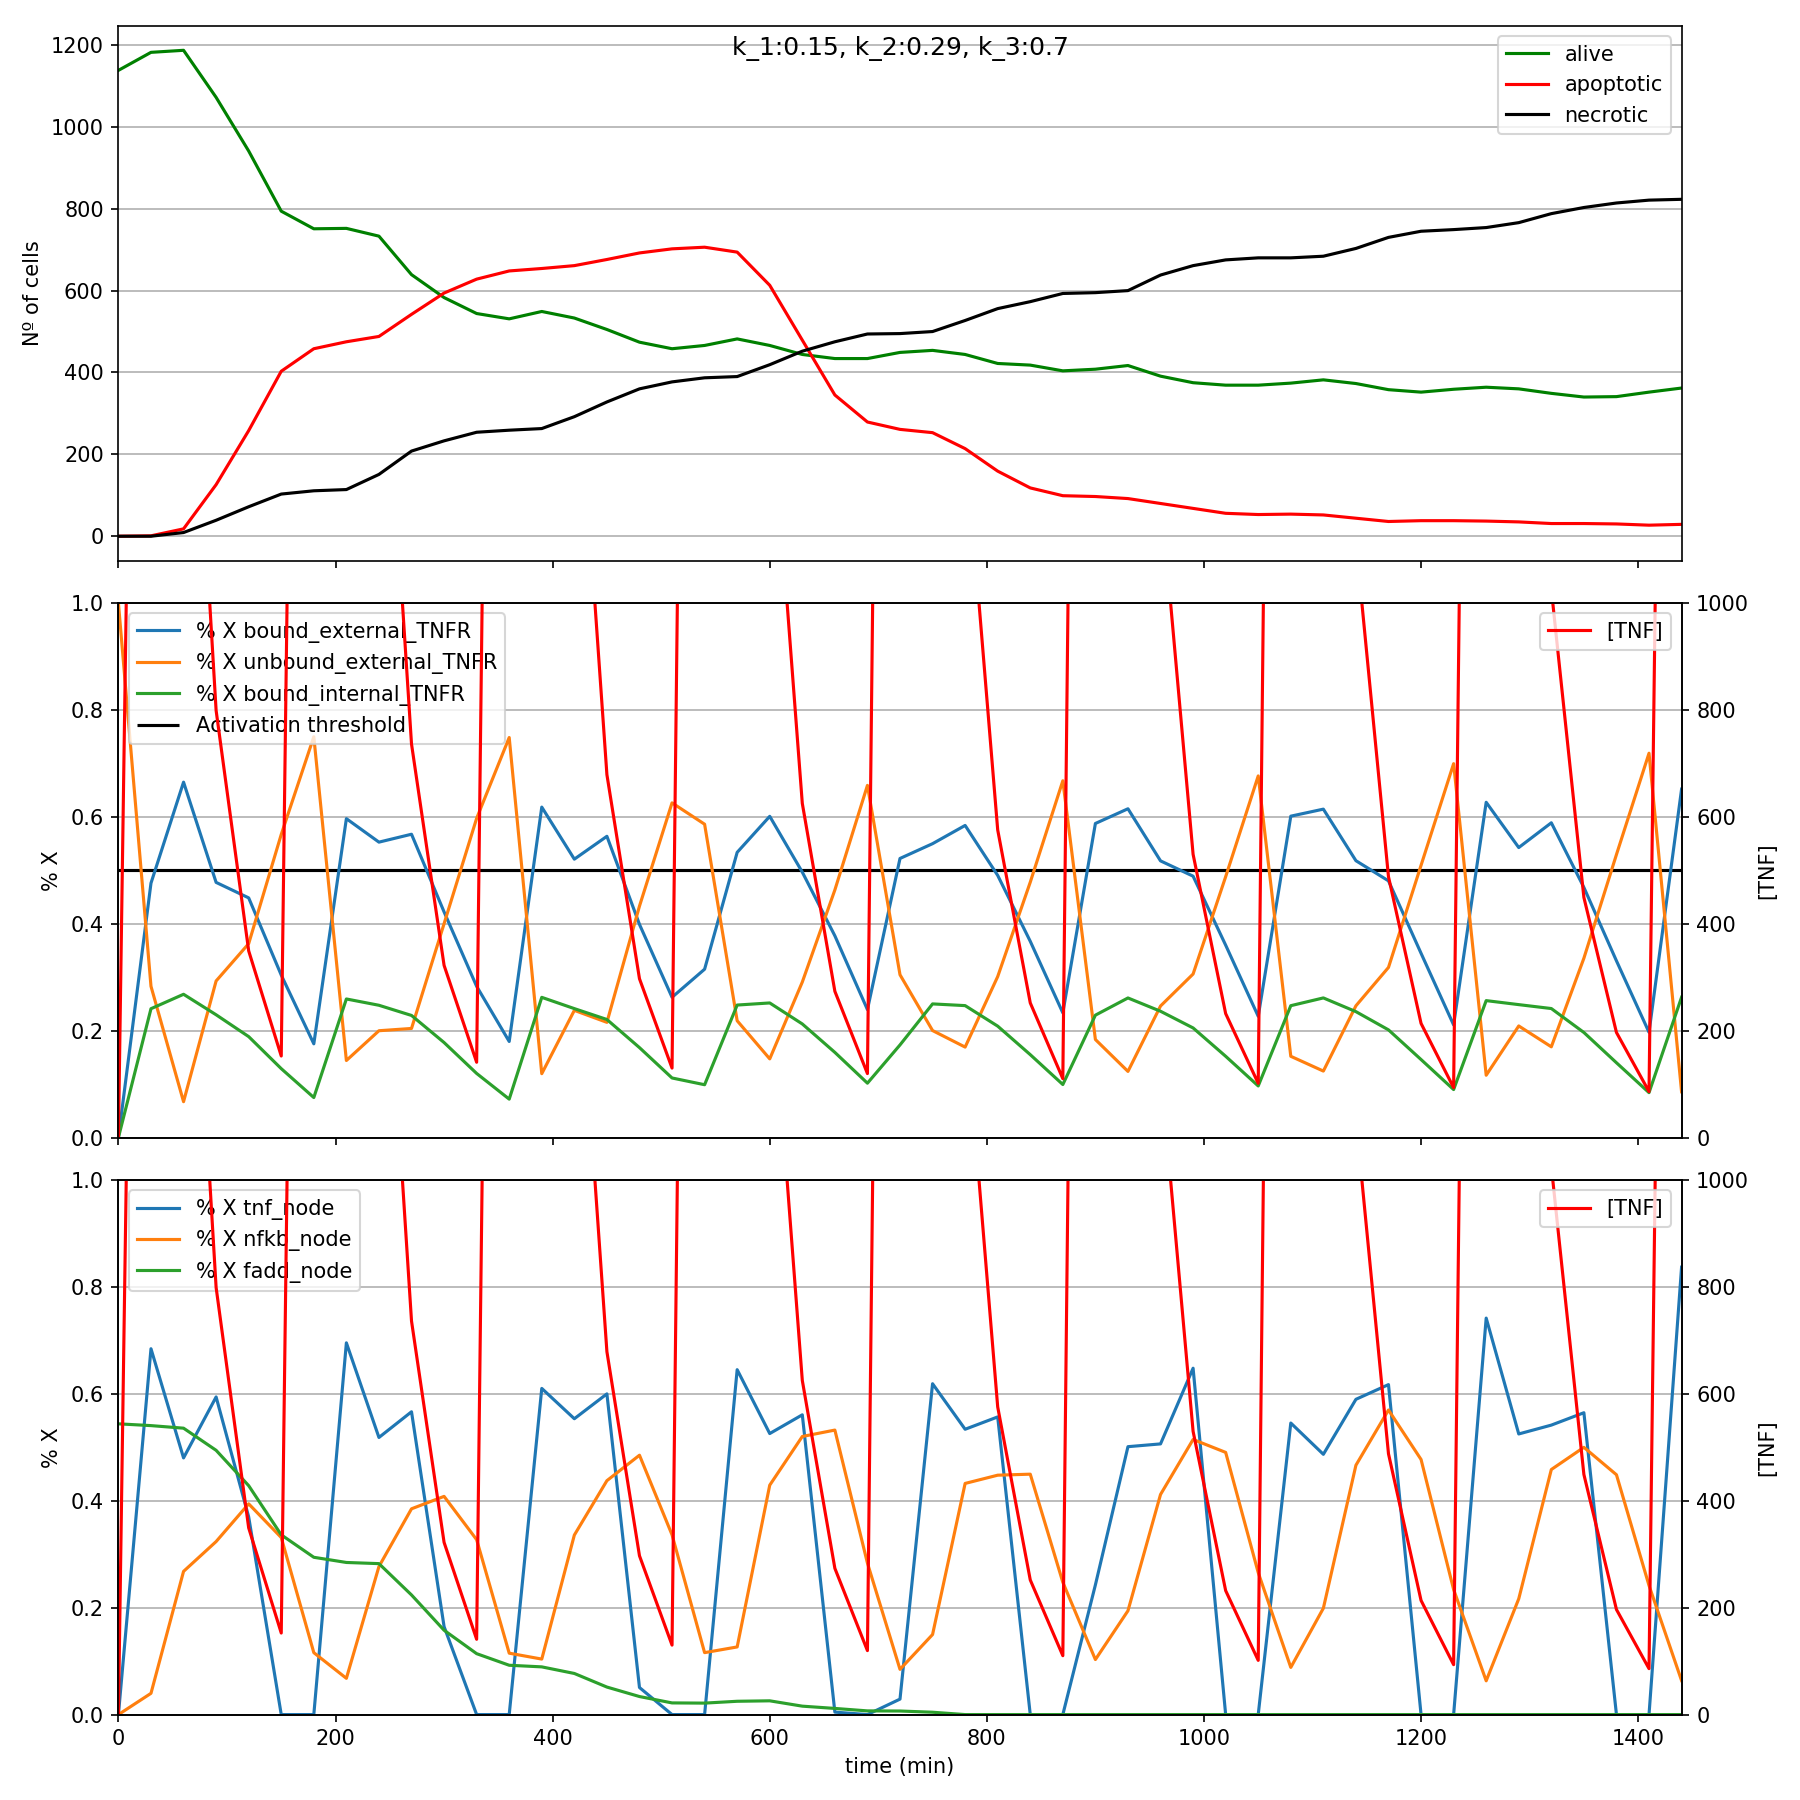 k_1:0.15, k_2:0.29, k_3:0.7
alive
apoptotic
necrotic
1200
1000
800
600
400
200
0
Nº of cells
% X bound_external_TNFR
% X unbound_external_TNFR
% X bound_internal_TNFR
Activation threshold
[TNF]
1.0
0.8
0.6
0.4
0.2
0.0
% X
1000
800
600
400
200
0
[TNF]
% X tnf_node
% X nfkb_node
% X fadd_node
[TNF]
1.0
0.8
0.6
0.4
0.2
0.0
% X
1000
800
600
400
200
0
[TNF]
0 200 400 600 800 1000 1200 1400
time (min)